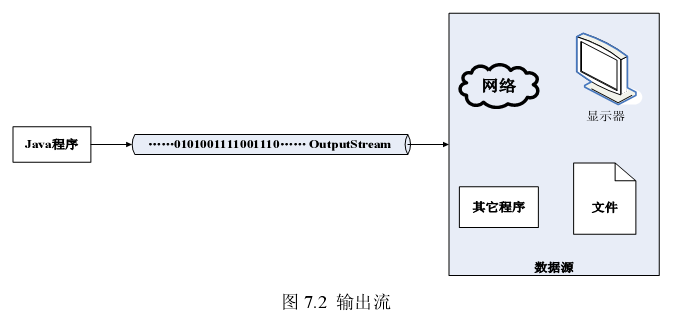 网络
显示器
Java程序
······0101001111001110······ OutputStream
其它程序
文件
数据源
图 7.2 输出流